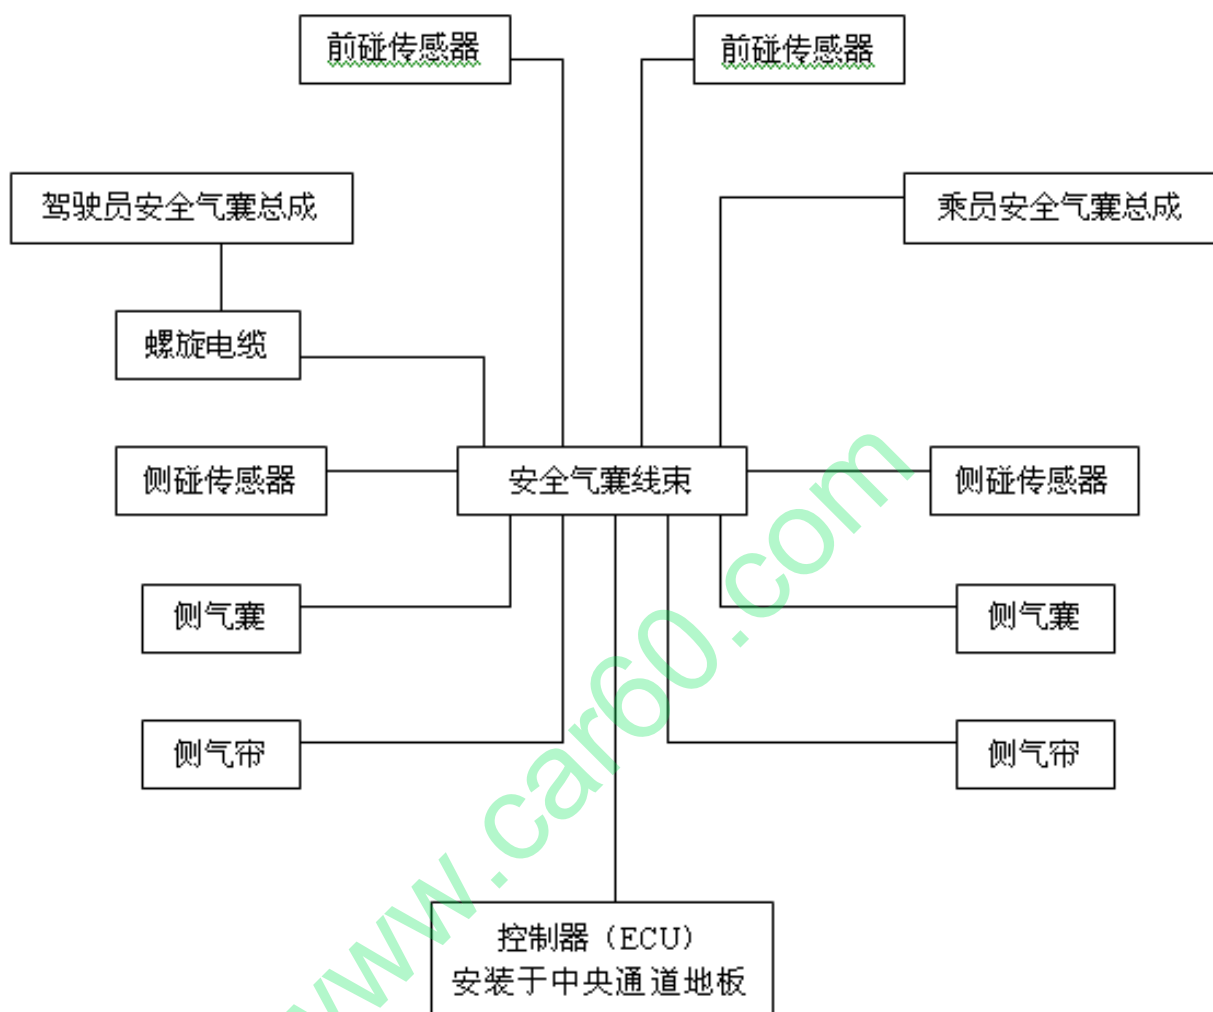 前碰传感器
前碰传感器
驾驶员安全气囊总成
乘员安全气囊总成
螺旋电缆
侧碰传感器
安全气囊线束
侧碰传感器
侧气囊
侧气囊
侧气帘
侧气帘
控制器（ECU）
安装于中央通道地板
www.car60.com